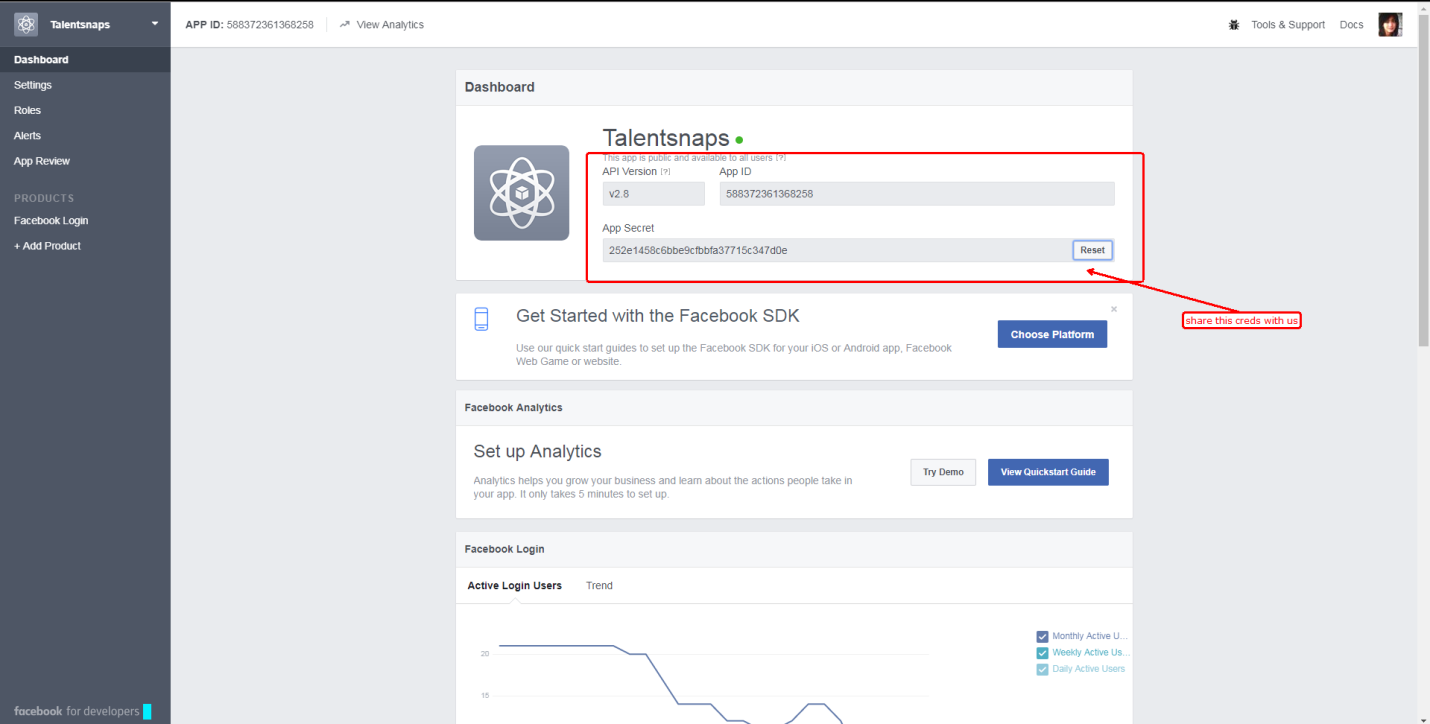 Talentsnaps
APP ID: 588372361368258
View Analytics
Tools & Support
Docs
Dashboard
Settings
Roles
Alerts
App Review
PRODUCTS
Facebook Login
+ Add Product
facebook for developers
Dashboard
Talentsnaps
This app is public and available to all users [?]
API Version [?]
App ID
v2.8
588372361368258
App Secret
252e1458c6bbe9cfbbfa37715c347d0e
Reset
share this creds with us
Get Started with the Facebook SDK
Use our quick start guides to set up the Facebook SDK for your iOS or Android app, Facebook
Web Game or website.
Choose Platform
Facebook Analytics
Set up Analytics
Analytics helps you grow your business and learn about the actions people take in
your app. It only takes 5 minutes to set up.
Try Demo
View Quickstart Guide
Facebook Login
Active Login Users
Trend
20
15
Monthly Active U...
Weekly Active Us...
Daily Active Users